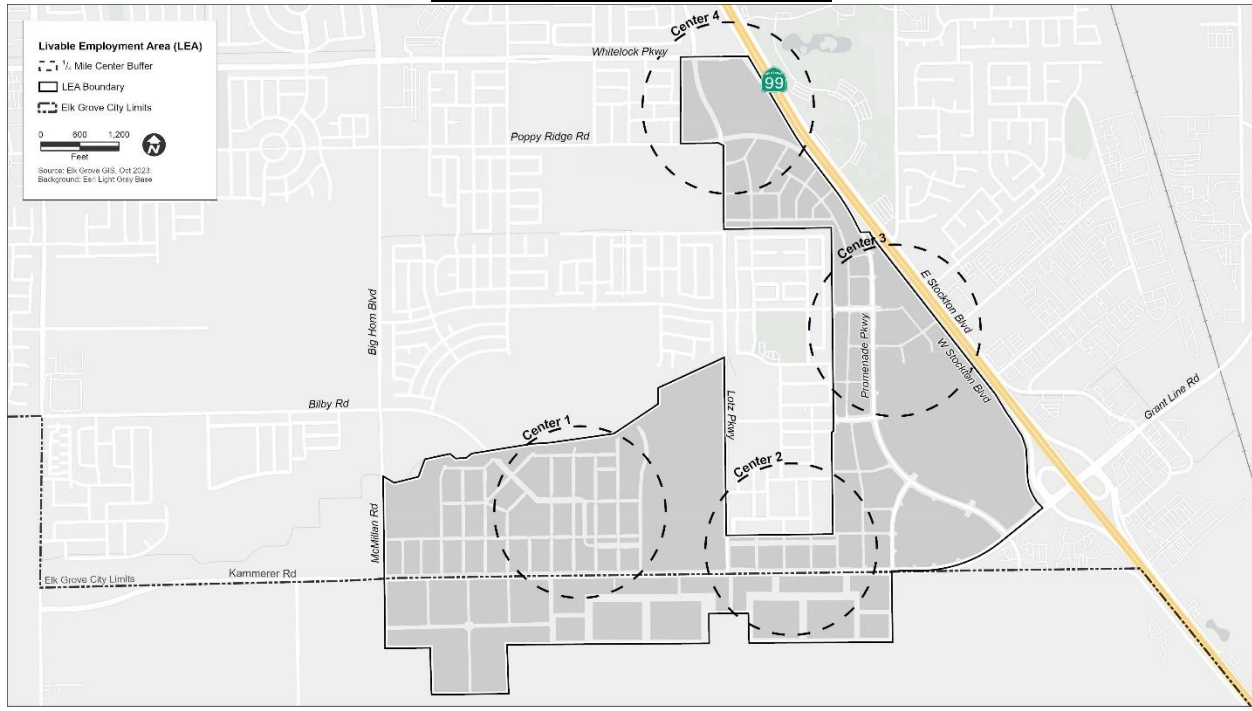 Livable Employment Area (LEA)
¼ Mile Center Buffer
LEA Boundary
Elk Grove City Limits
0 600 1,200
Feet
N
Source: Elk Grove GIS, Oct 2023.
Background: Esri Light Gray Base
Center 4
Whitelock Pkwy
99
Poppy Ridge Rd
Center 3
E Stockton Blvd
Big Horn Blvd
Promenade Pkwy
W Stockton Blvd
Grant Line Rd
Bilby Rd
Lotz Pkwy
Center 1
Center 2
McMillan Rd
Elk Grove City Limits
Kammerer Rd